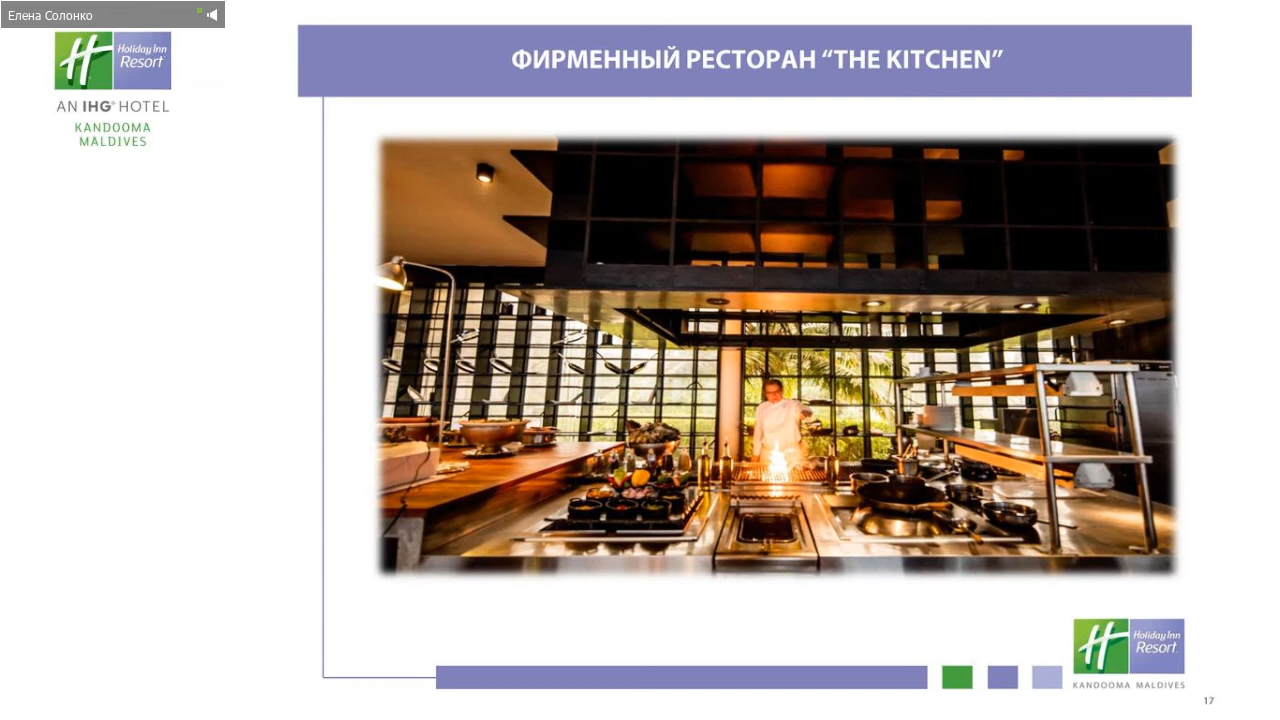 Елена Солонко
Holiday Inn
Resort
AN IHG® HOTEL
KANDOOMA
MALDIVES
ФИРМЕННЫЙ РЕСТОРАН “THE KITCHEN”
Holiday Inn
Resort
KANDOOMA MALDIVES
17